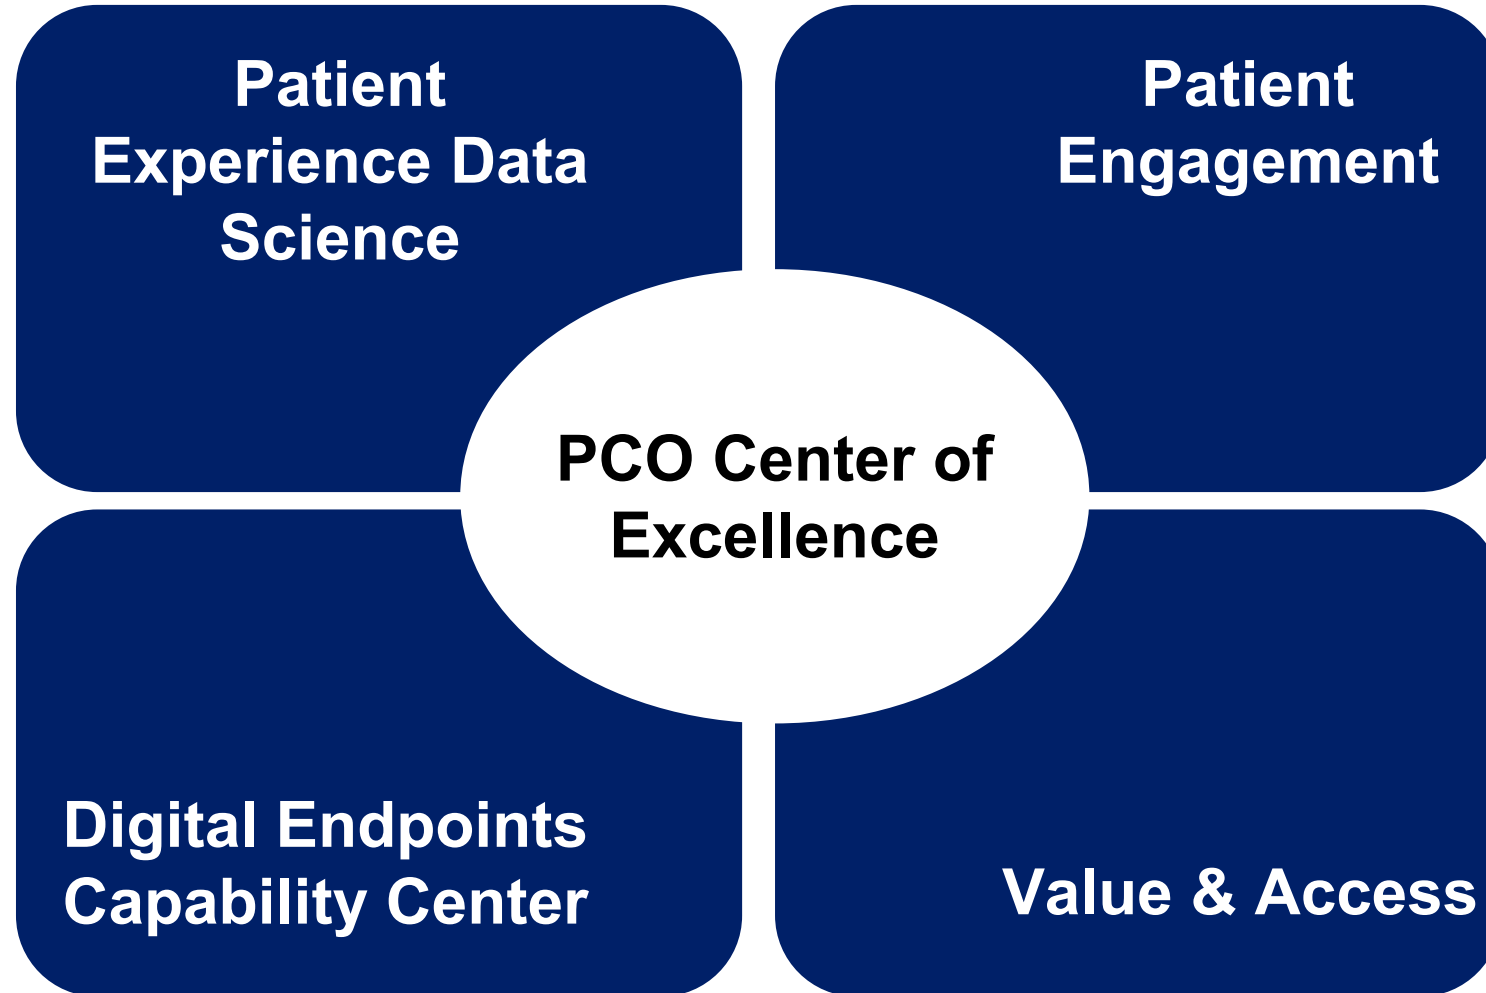 Patient
Experience Data
Science
Patient
Engagement
PCO Center of
Excellence
Digital Endpoints
Capability Center
Value & Access